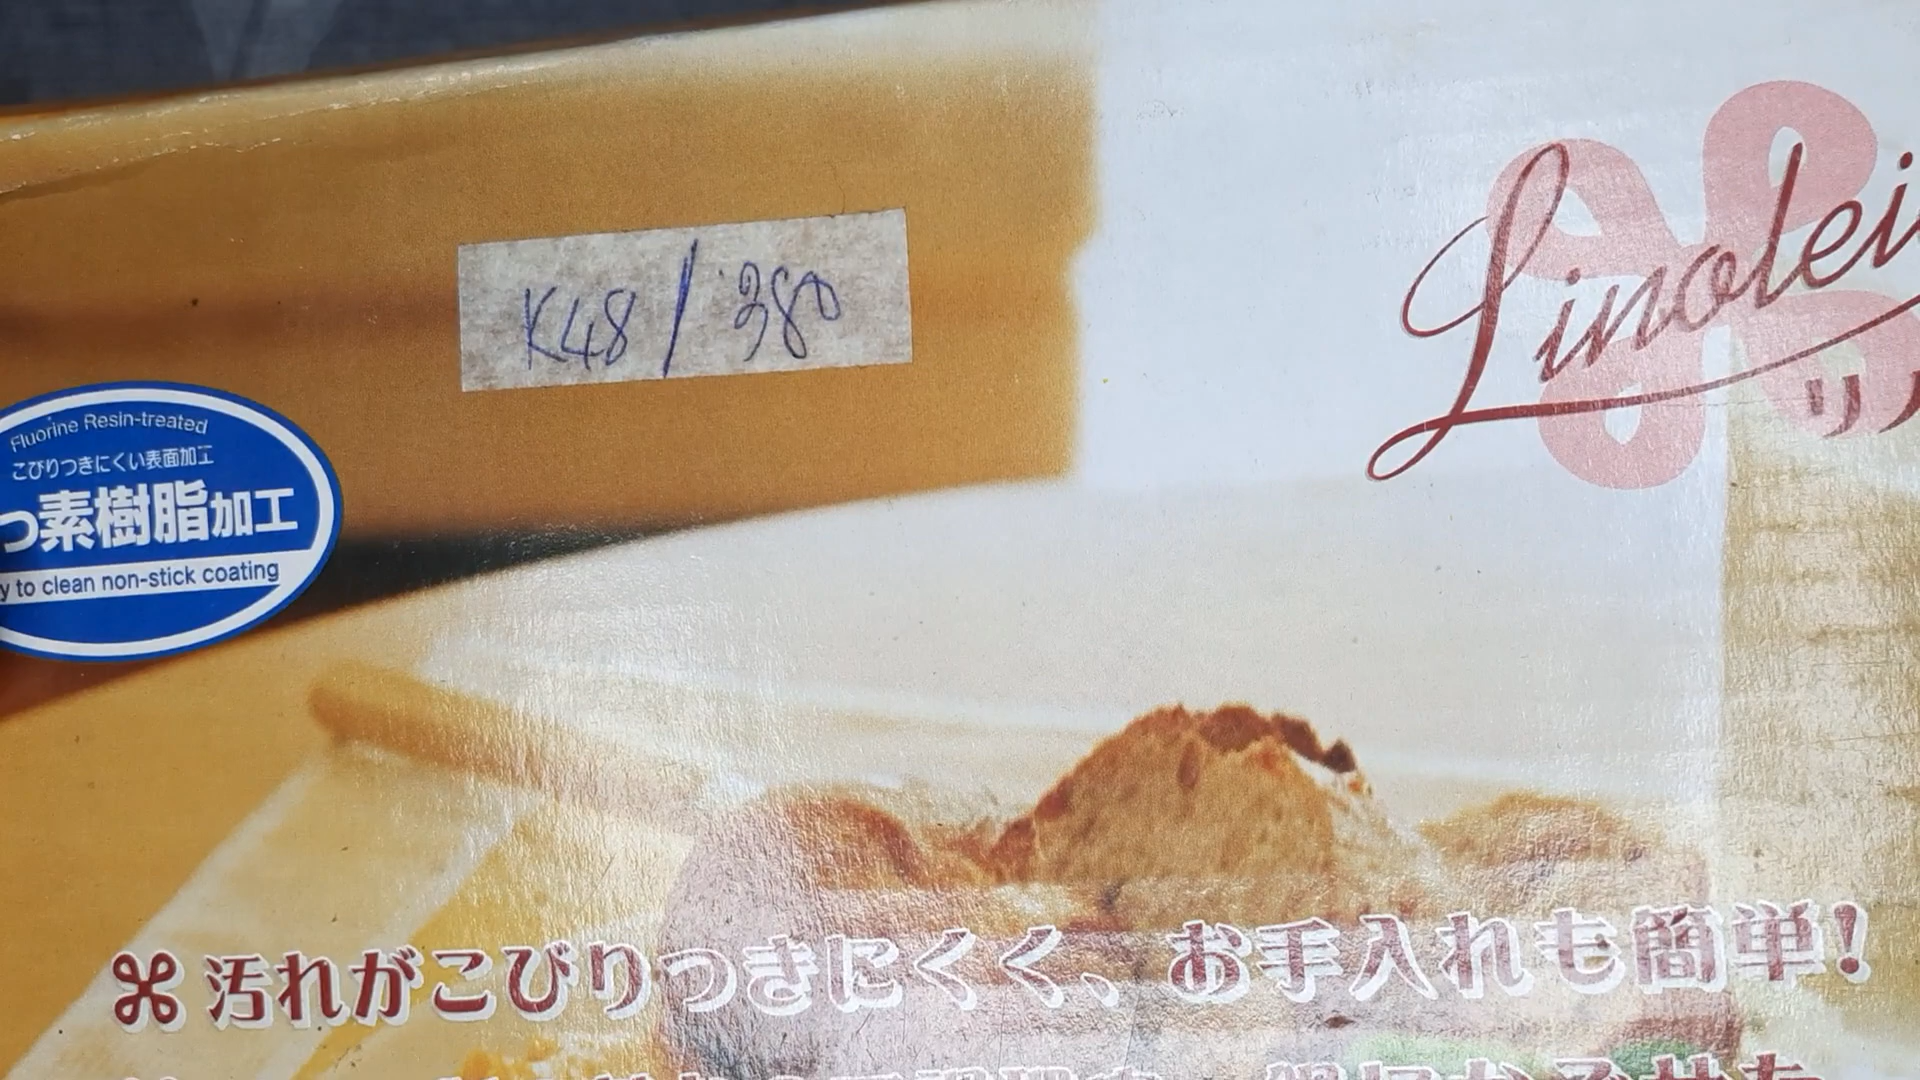 K48 / 380
Linolei
リノ
Fluorine Resin-treated
こびりつきにくい表面加工
つ素樹脂加工
y to clean non-stick coating
⌘ 汚れがこびりつきにくく、お手入れも簡単!